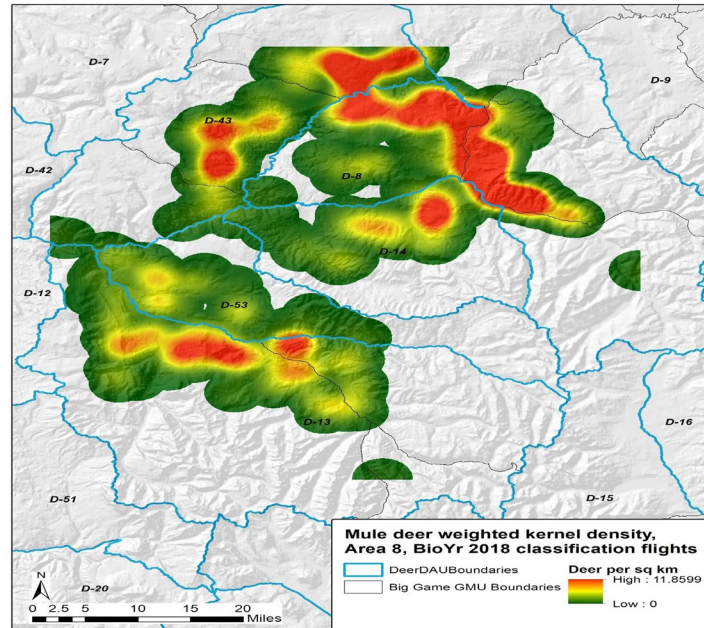 D-7
D-9
D-43
D-42
D-8
D-14
D-12
D-53
D-13
D-16
D-51
D-15
D-20
N
0 2.5 5 10 15 20
Miles
Mule deer weighted kernel density,
Area 8, BioYr 2018 classification flights
DeerDAUBoundaries
Big Game GMU Boundaries
Deer per sq km
High : 11.8599
Low : 0